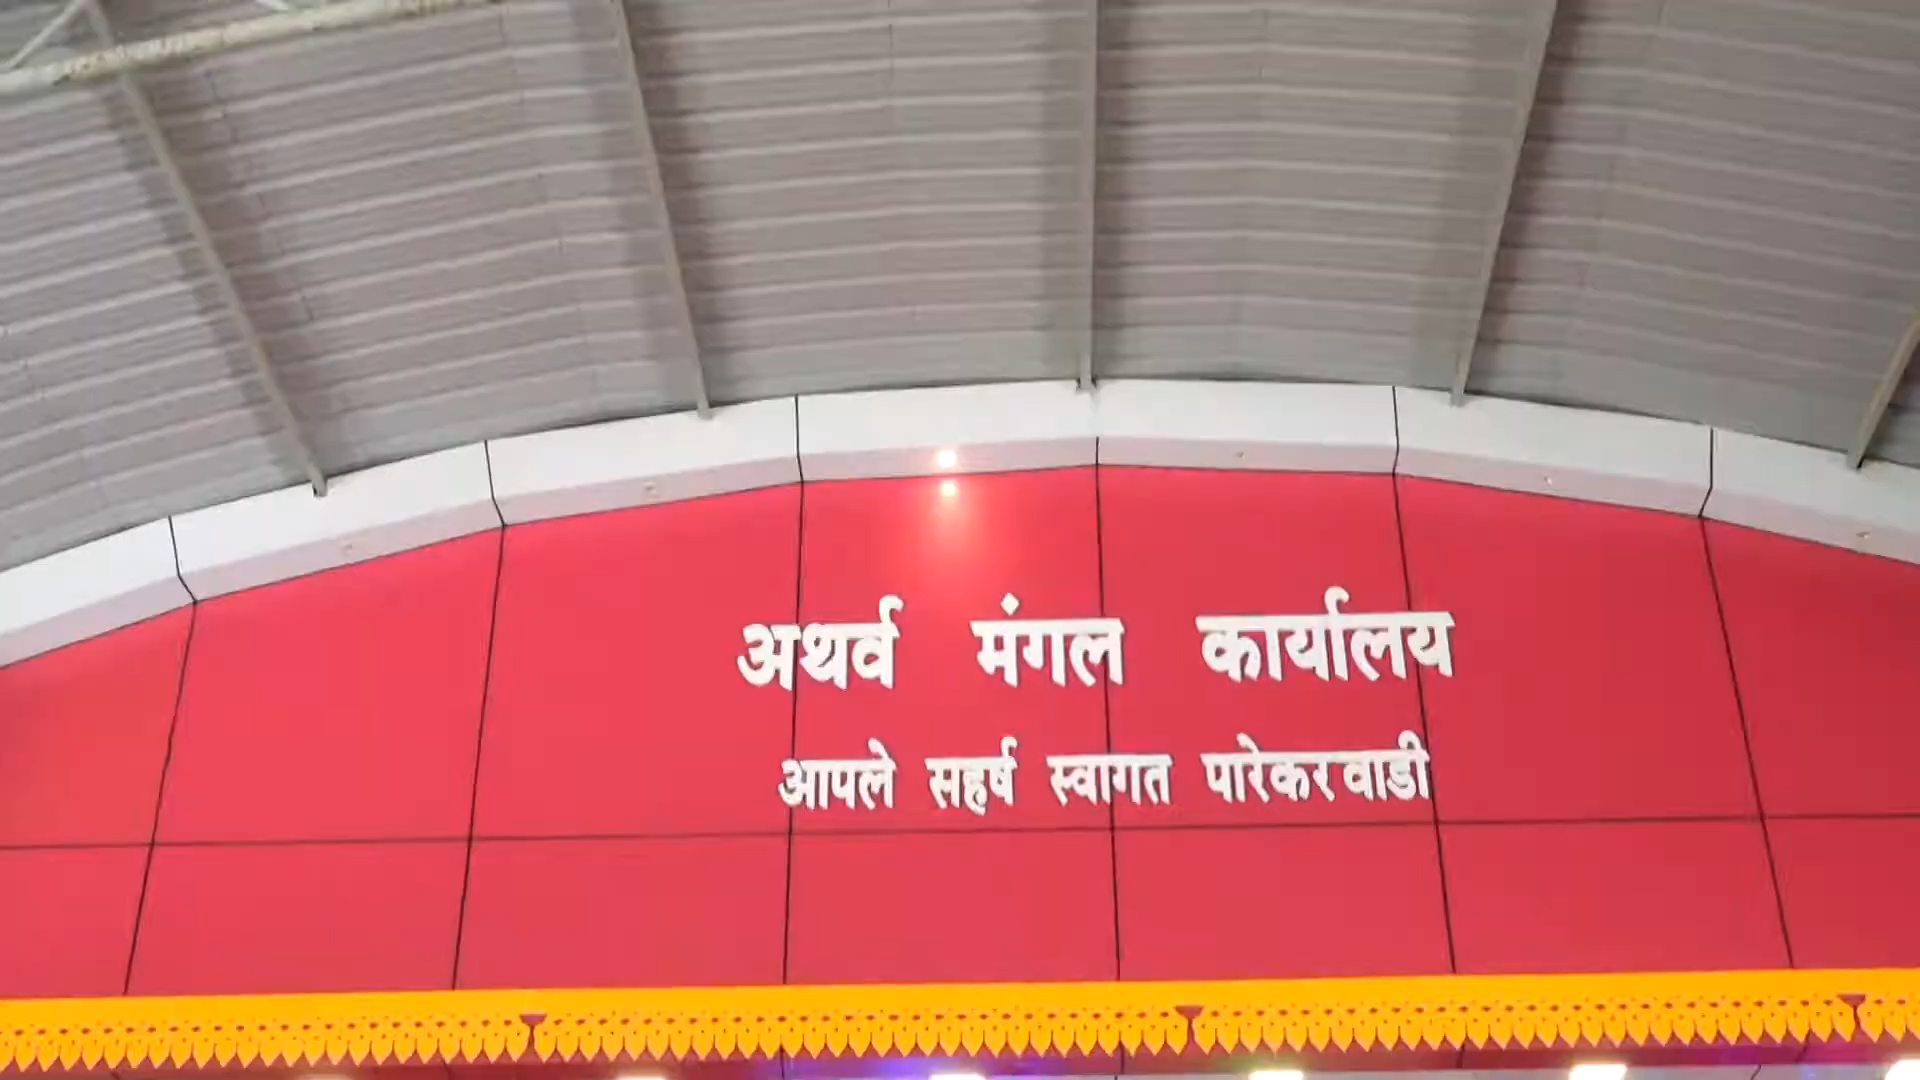 अथर्व मंगल कार्यालय
आपले सहर्ष स्वागत पारेकरवाडी